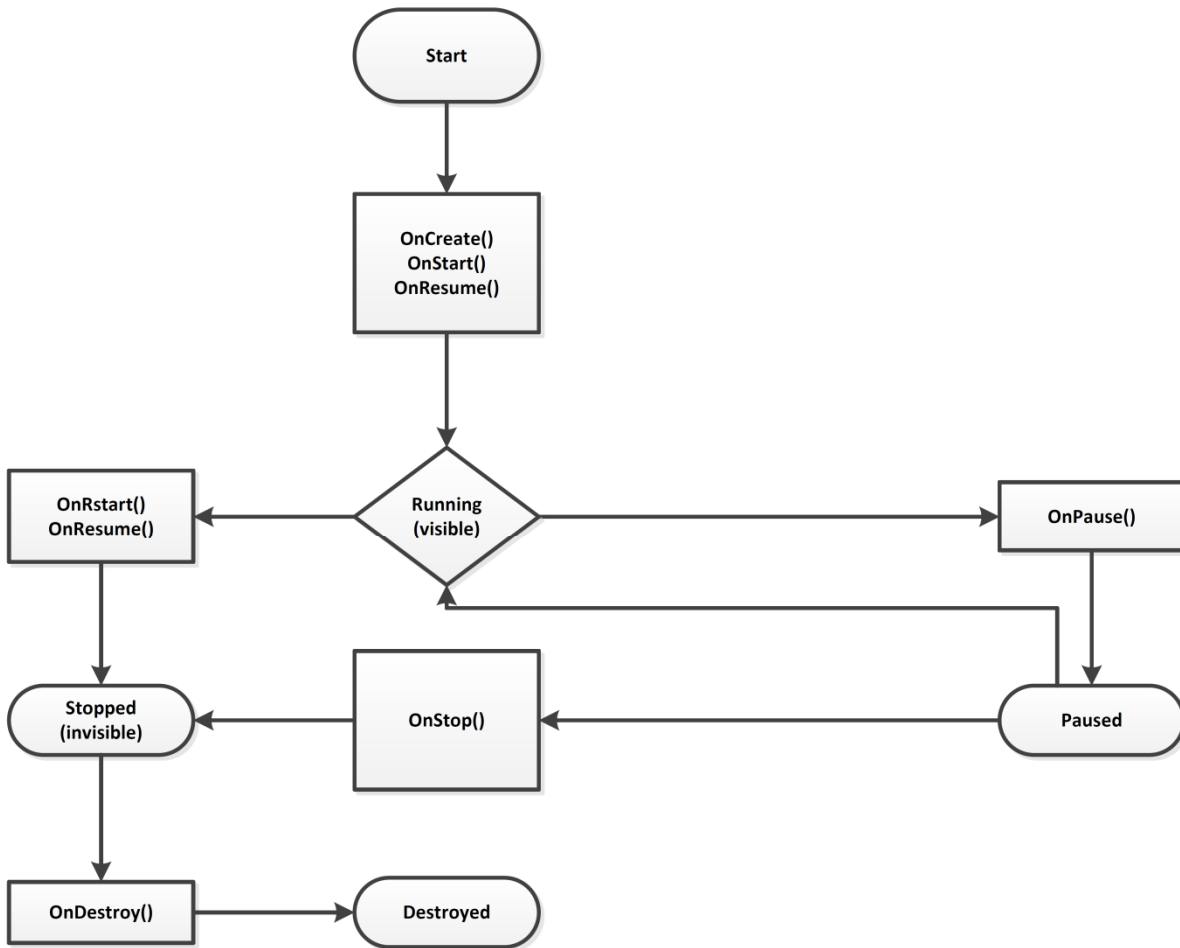 Start
OnCreate()
OnStart()
OnResume()
OnRstart()
OnResume()
Running
(visible)
OnPause()
Stopped
(invisible)
OnStop()
Paused
OnDestroy()
Destroyed